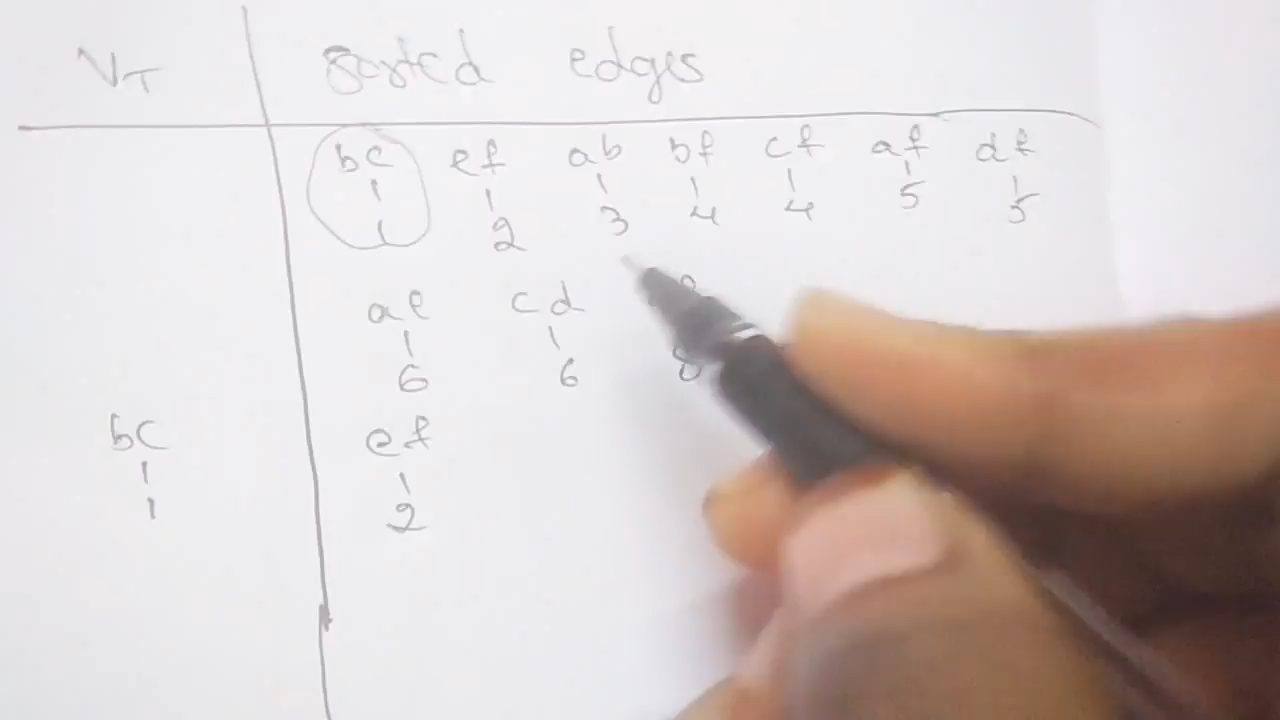 VT sorted edges
bc ef ab bf cf af df
1 2 3 4 4 5 5
ae cd
6 6 8
bc ef
1 2